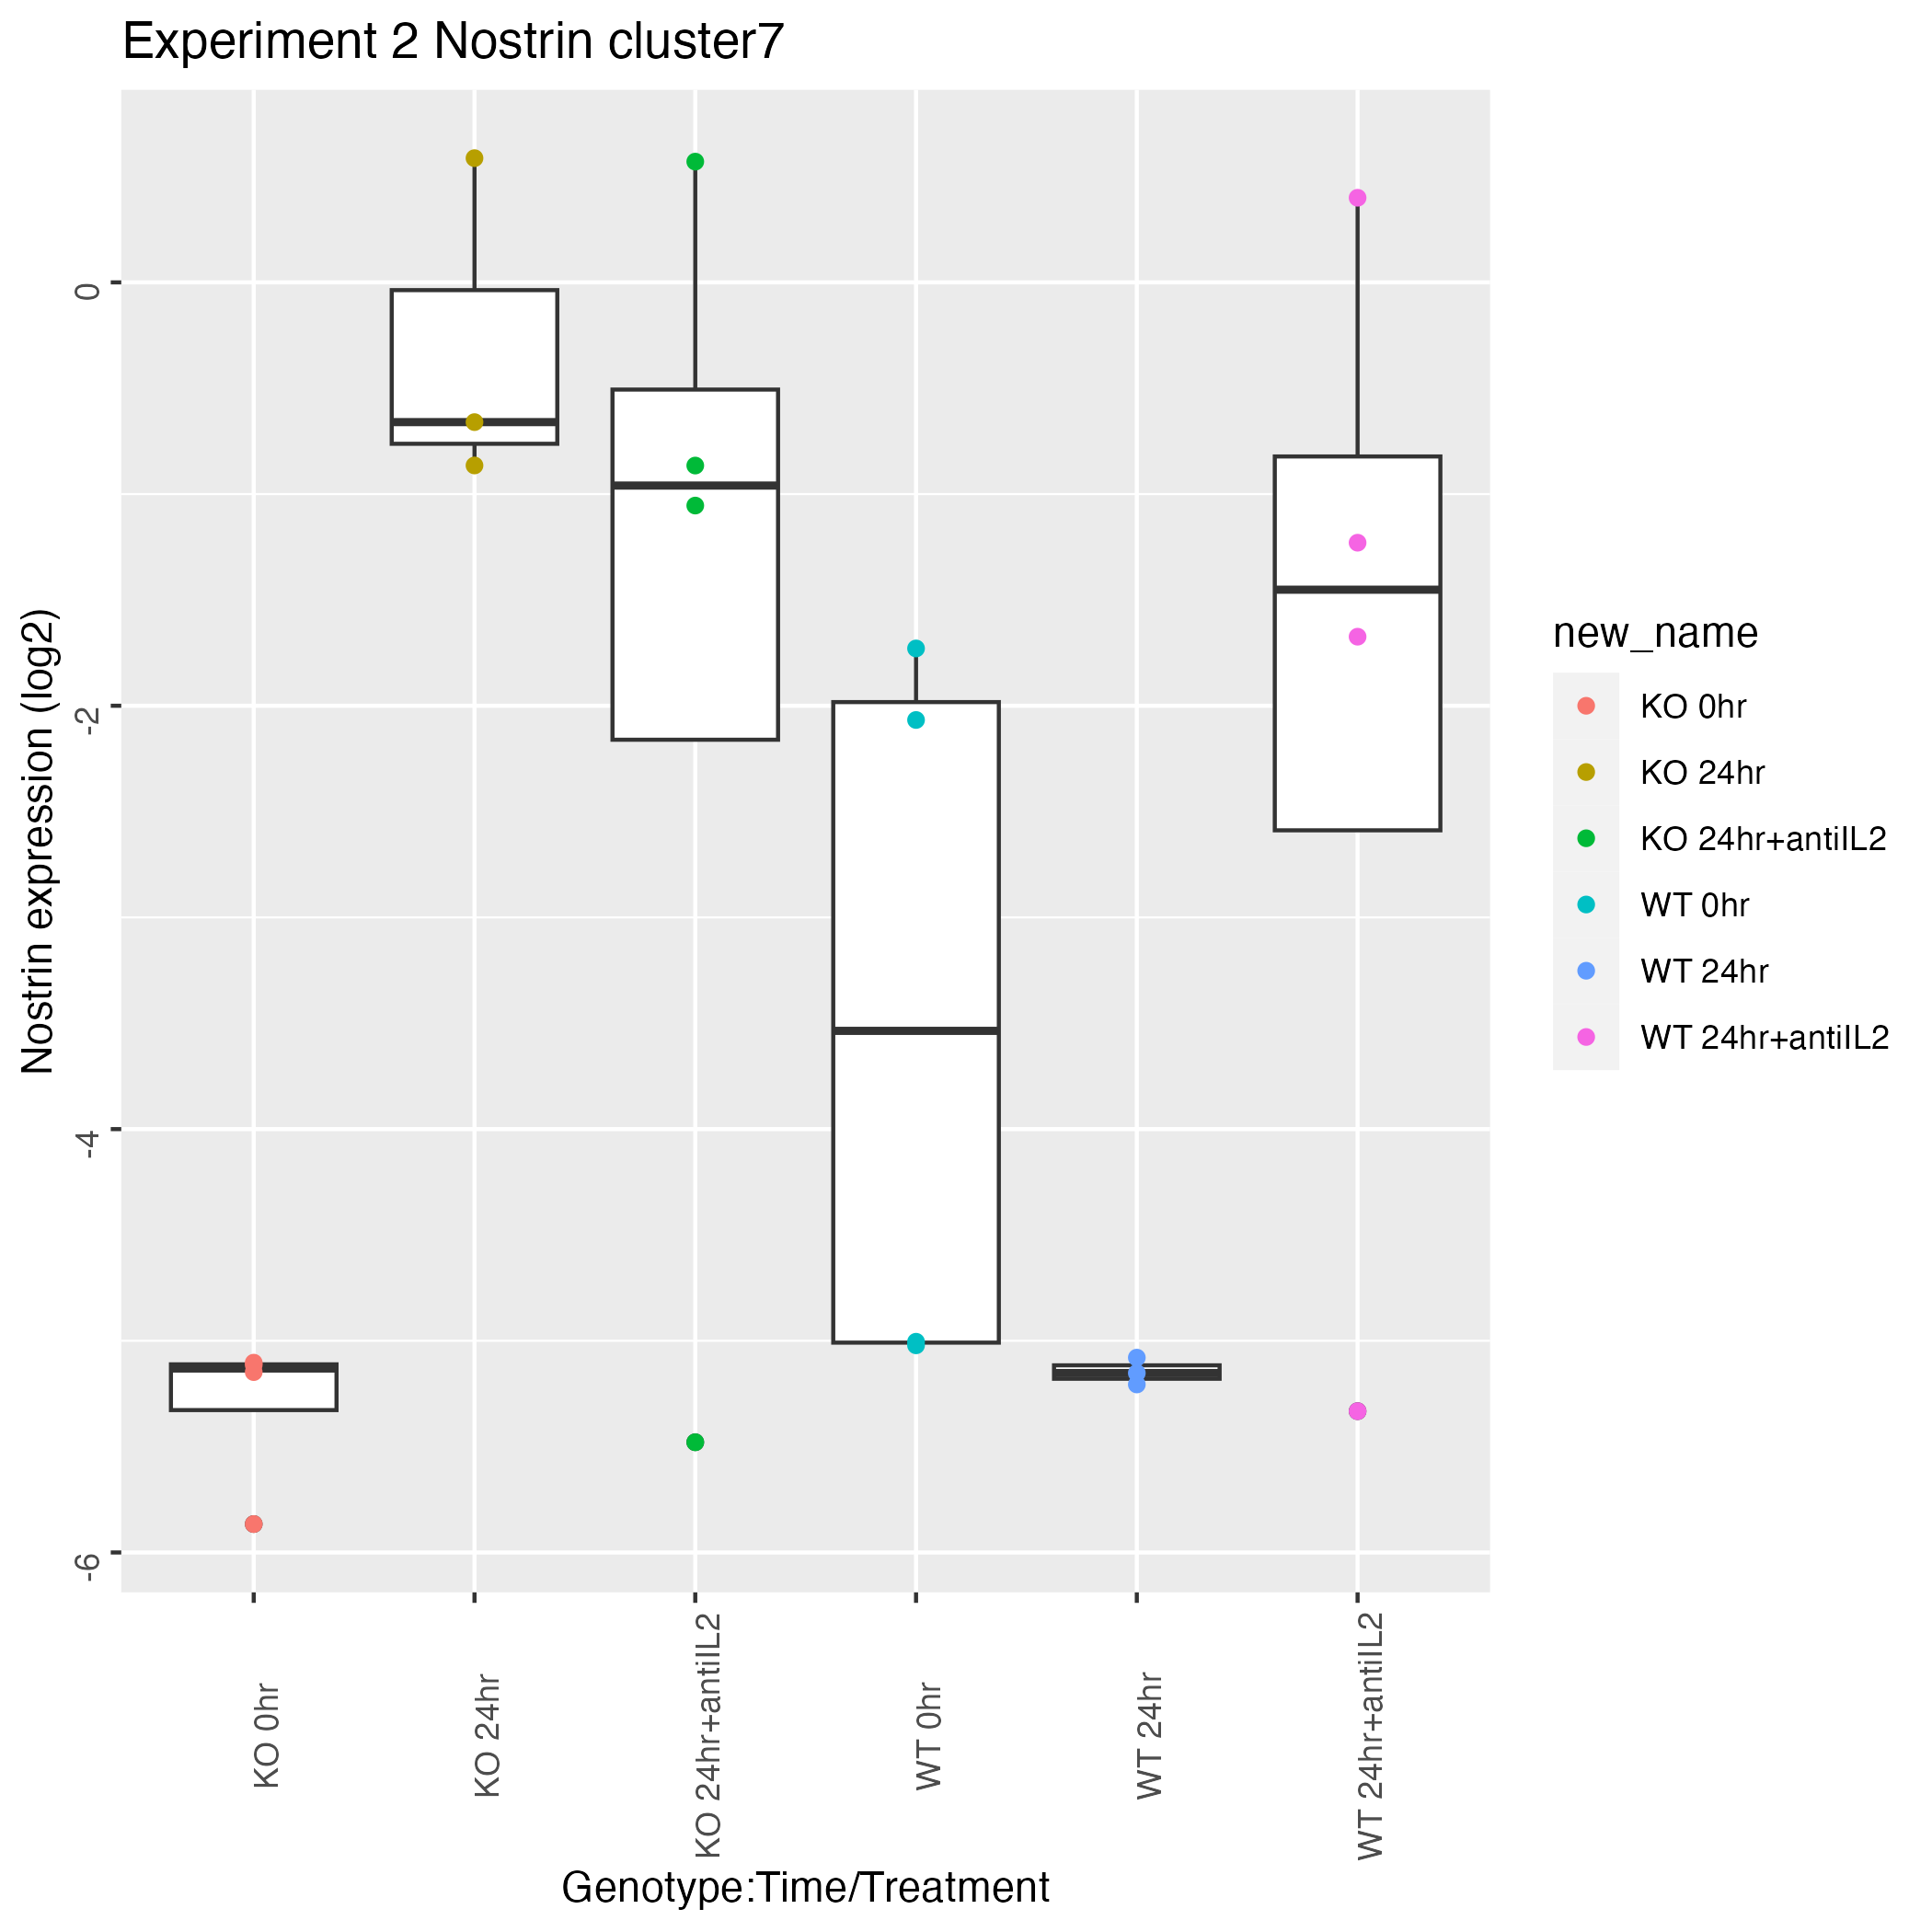 Experiment 2 Nostrin cluster7
Nostrin expression (log2)
0
-2
-4
-6
KO 0hr
KO 24hr
KO 24hr+antiIL2
WT 0hr
WT 24hr
WT 24hr+antiIL2
Genotype:Time/Treatment
new_name
KO 0hr
KO 24hr
KO 24hr+antiIL2
WT 0hr
WT 24hr
WT 24hr+antiIL2